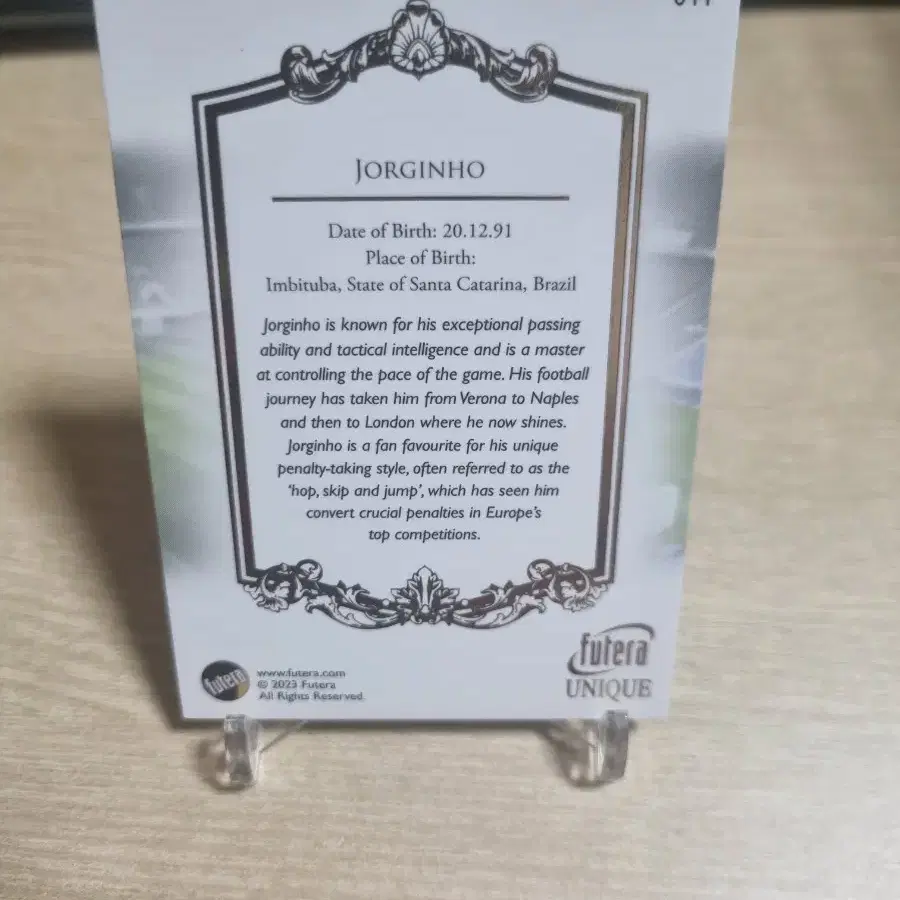 JORGINHO
Date of Birth: 20.12.91
Place of Birth:
Imbituba, State of Santa Catarina, Brazil
Jorginho is known for his exceptional passing
ability and tactical intelligence and is a master
at controlling the pace of the game. His football
journey has taken him from Verona to Naples
and then to London where he now shines.
Jorginho is a fan favourite for his unique
penalty-taking style, often referred to as the
‘hop, skip and jump’, which has seen him
convert crucial penalties in Europe’s
top competitions.
futera
www.futera.com
© 2023 Futera
All Rights Reserved.
futera
UNIQUE